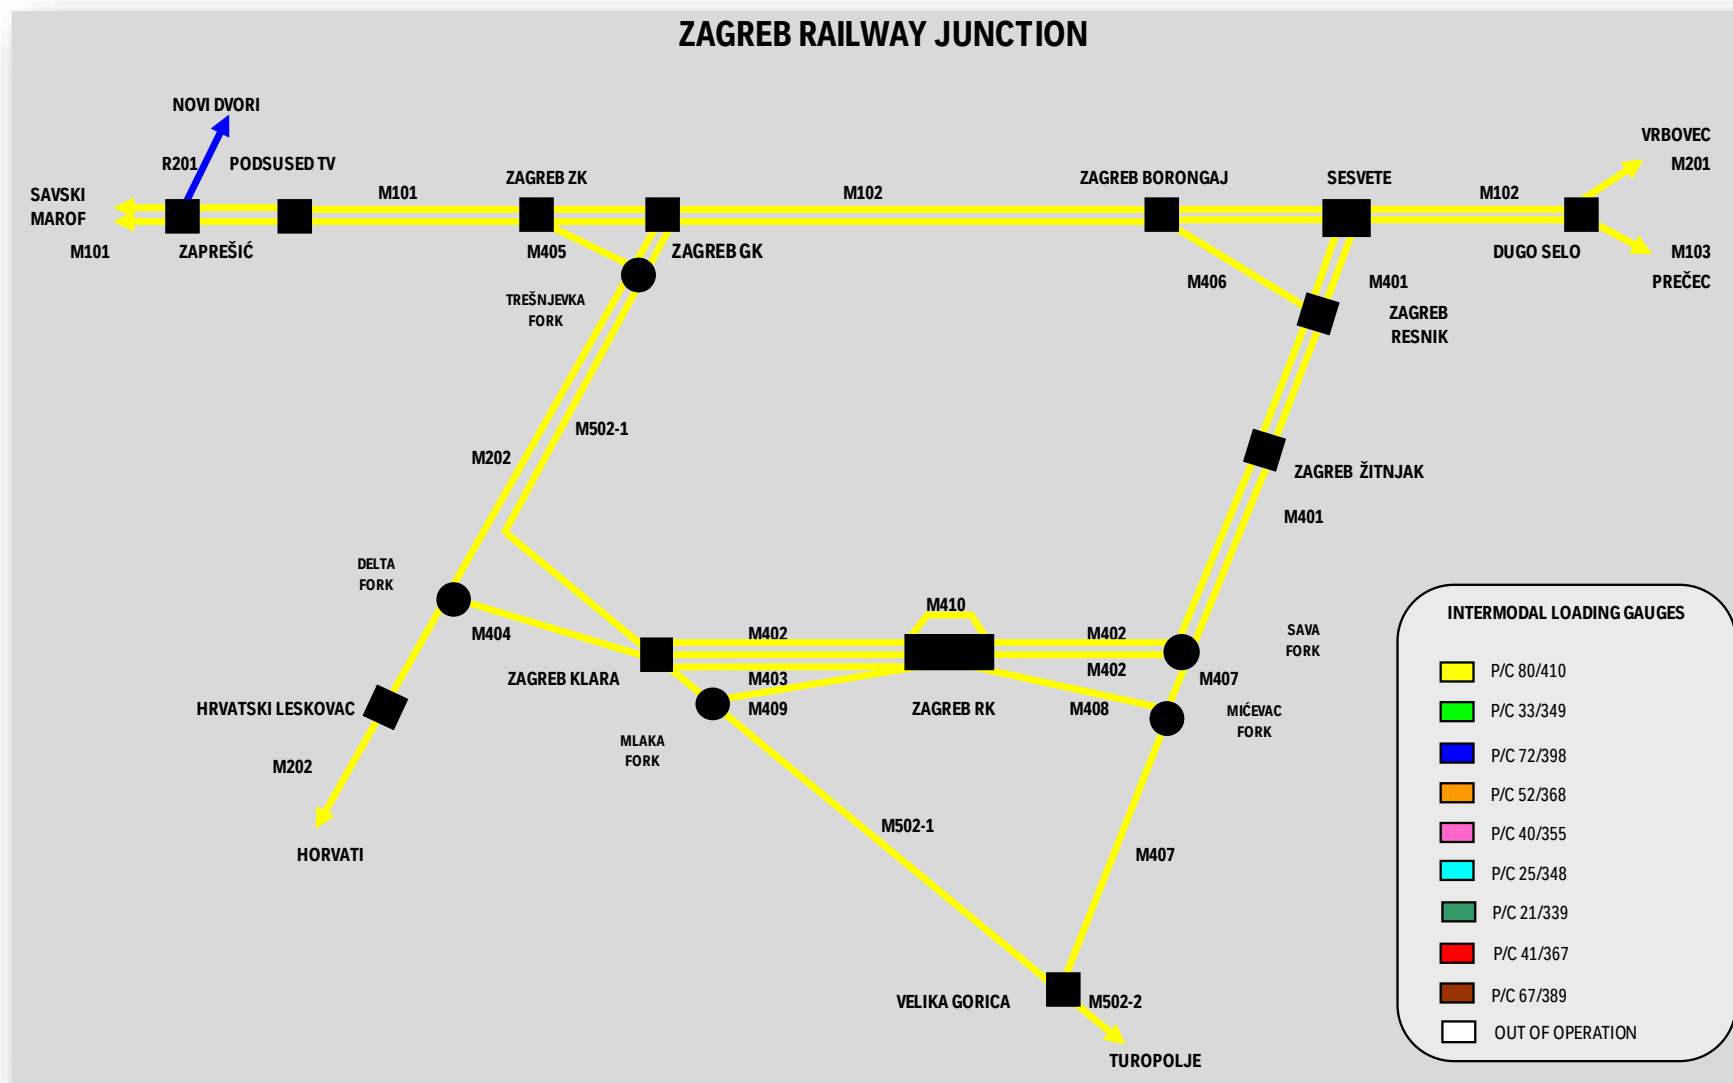 ZAGREB RAILWAY JUNCTION
NOVI DVORI
R201
PODSUSED TV
SAVSKI
MAROF
M101
ZAPREŠIĆ
M101
ZAGREB ZK
M405
ZAGREB GK
TREŠNJEVKA
FORK
M102
ZAGREB BORONGAJ
SESVETE
M102
VRBOVEC
M201
DUGO SELO
M103
PREČEC
M406
M401
ZAGREB
RESNIK
M502-1
M202
ZAGREB ŽITNJAK
M401
DELTA
FORK
M404
M410
M402
M402
SAVA
FORK
ZAGREB KLARA
M403
M402
M407
HRVATSKI LESKOVAC
M409
ZAGREB RK
M408
MIĆEVAC
FORK
MLAKA
FORK
M202
M502-1
M407
HORVATI
VELIKA GORICA
M502-2
TUROPOLJE
INTERMODAL LOADING GAUGES
P/C 80/410
P/C 33/349
P/C 72/398
P/C 52/368
P/C 40/355
P/C 25/348
P/C 21/339
P/C 41/367
P/C 67/389
OUT OF OPERATION